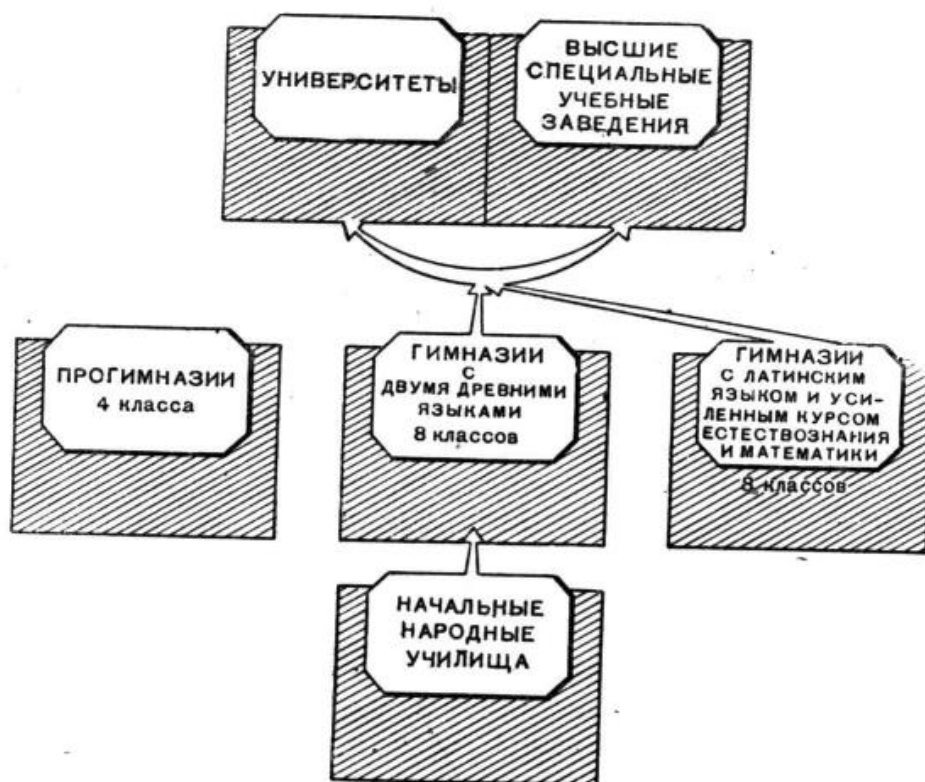 УНИВЕРСИТЕТЫ
ВЫСШИЕ
СПЕЦИАЛЬНЫЕ
УЧЕБНЫЕ
ЗАВЕДЕНИЯ
ПРОГИМНАЗИИ
4 класса
ГИМНАЗИИ
С
ДВУМЯ ДРЕВНИМИ
ЯЗЫКАМИ
8 классов
ГИМНАЗИИ
С ЛАТИНСКИМ
ЯЗЫКОМ И УСИ-
ЛЕННЫМ КУРСОМ
ЕСТЕСТВОЗНАНИЯ
И МАТЕМАТИКИ
8 классов
НАЧАЛЬНЫЕ
НАРОДНЫЕ
УЧИЛИЩА